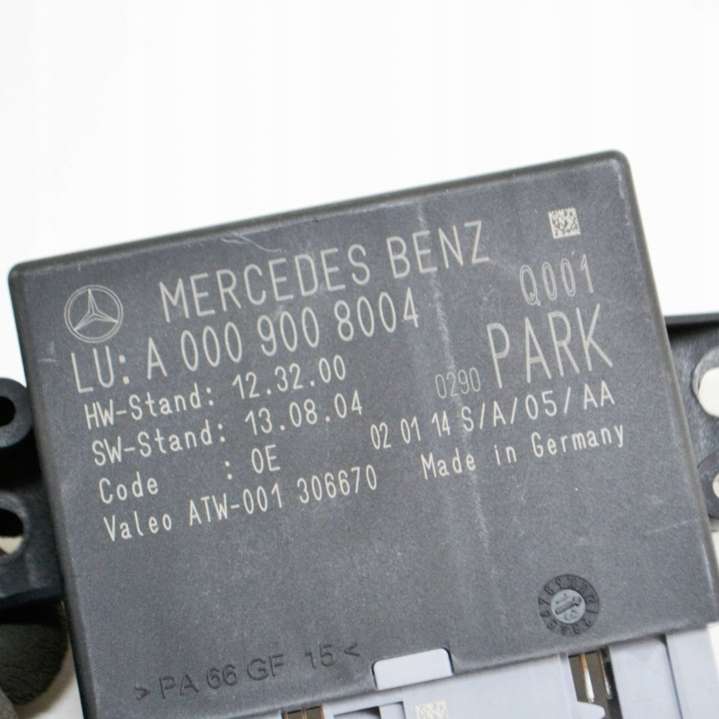 MERCEDES BENZ
LU: A 000 900 8004 Q001
HW-Stand: 12.32.00 0290 PARK
SW-Stand: 13.08.04 02 01 14 S/A/05/AA
Code : 0E Made in Germany
Valeo ATW-001 306670
>PA 66 GF 15<